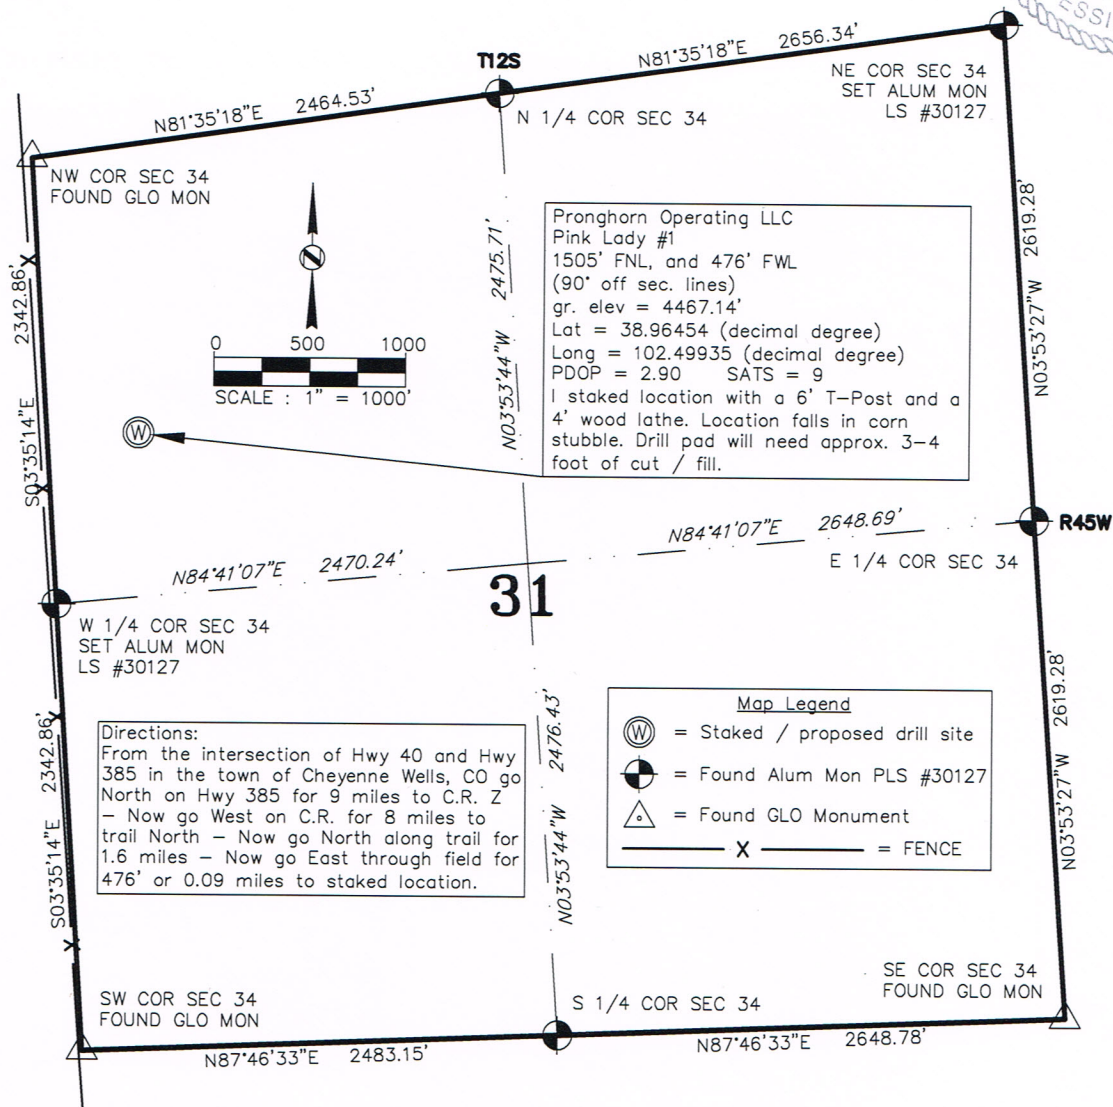 ESSI
T12S
N81°35'18"E 2656.34'
N81°35'18"E 2464.53'
NE COR SEC 34
SET ALUM MON
LS #30127
N 1/4 COR SEC 34
NW COR SEC 34
FOUND GLO MON
2342.86'
S03°35'14"E
N
0 500 1000
SCALE : 1" = 1000'
2475.71'
N03°53'44"W
Pronghorn Operating LLC
Pink Lady #1
1505' FNL, and 476' FWL
(90° off sec. lines)
gr. elev = 4467.14'
Lat = 38.96454 (decimal degree)
Long = 102.49935 (decimal degree)
PDOP = 2.90 SATS = 9
I staked location with a 6' T-Post and a
4' wood lathe. Location falls in corn
stubble. Drill pad will need approx. 3-4
foot of cut / fill.
2619.28'
N03°53'27"W
W
X
X
R45W
N84°41'07"E 2648.69'
E 1/4 COR SEC 34
N84°41'07"E 2470.24'
31
W 1/4 COR SEC 34
SET ALUM MON
LS #30127
X
2342.86'
S03°35'14"E
X
Directions:
From the intersection of Hwy 40 and Hwy
385 in the town of Cheyenne Wells, CO go
North on Hwy 385 for 9 miles to C.R. Z
- Now go West on C.R. for 8 miles to
trail North - Now go North along trail for
1.6 miles - Now go East through field for
476' or 0.09 miles to staked location.
2476.43'
N03°53'44"W
Map Legend
W = Staked / proposed drill site
= Found Alum Mon PLS #30127
= Found GLO Monument
X = FENCE
2619.28'
N03°53'27"W
SE COR SEC 34
FOUND GLO MON
SW COR SEC 34
FOUND GLO MON
S 1/4 COR SEC 34
N87°46'33"E 2483.15'
N87°46'33"E 2648.78'